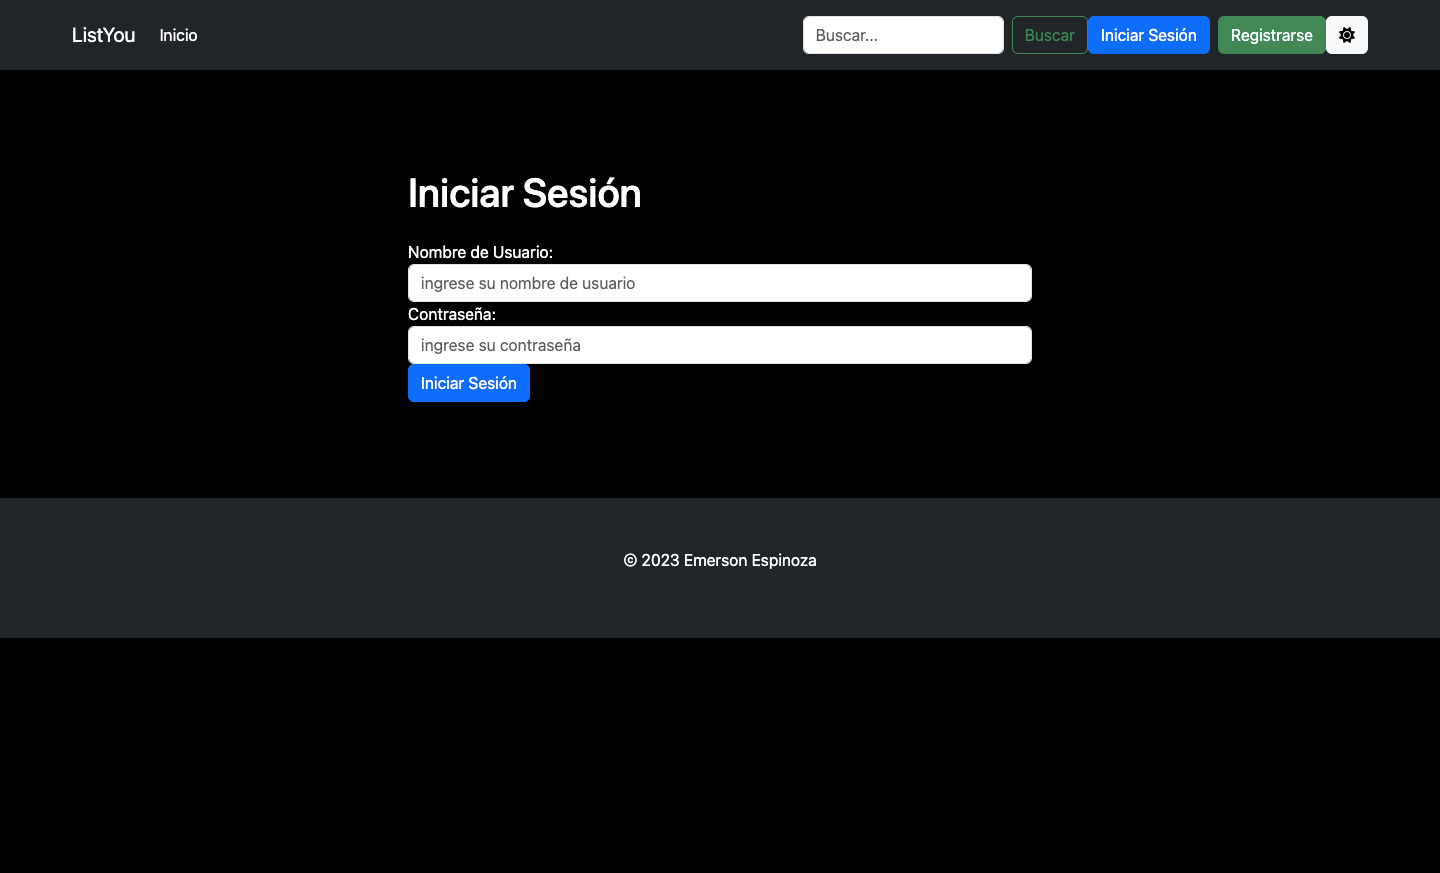 ListYou Inicio Buscar... Buscar Iniciar Sesión Registrarse
Iniciar Sesión
Nombre de Usuario:
ingrese su nombre de usuario
Contraseña:
ingrese su contraseña
Iniciar Sesión
© 2023 Emerson Espinoza